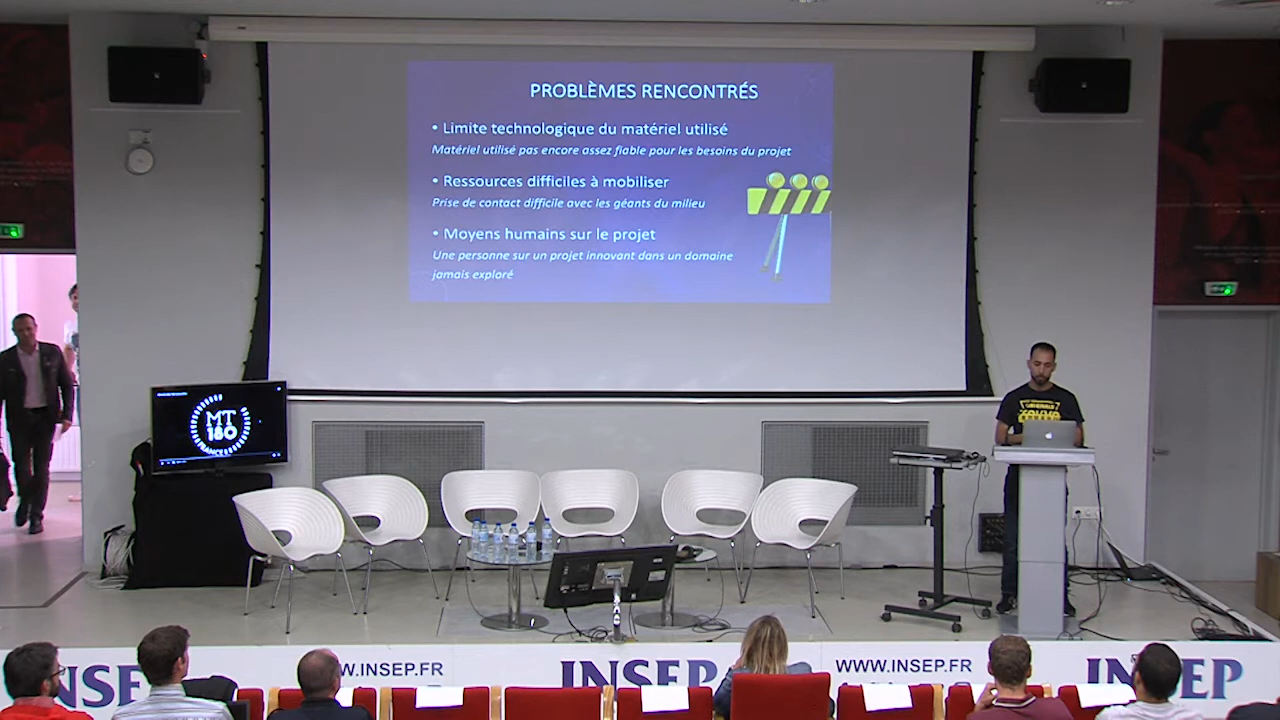 PROBLÈMES RENCONTRÉS
• Limite technologique du matériel utilisé
Matériel utilisé pas encore assez fiable pour les besoins du projet
• Ressources difficiles à mobiliser
Prise de contact difficile avec les géants du milieu
• Moyens humains sur le projet
Une personne sur un projet innovant dans un domaine
jamais exploré
MT
180
FRANCE
INSEP
WWW.INSEP.FR
INSEP
WWW.INSEP.FR
INSEP